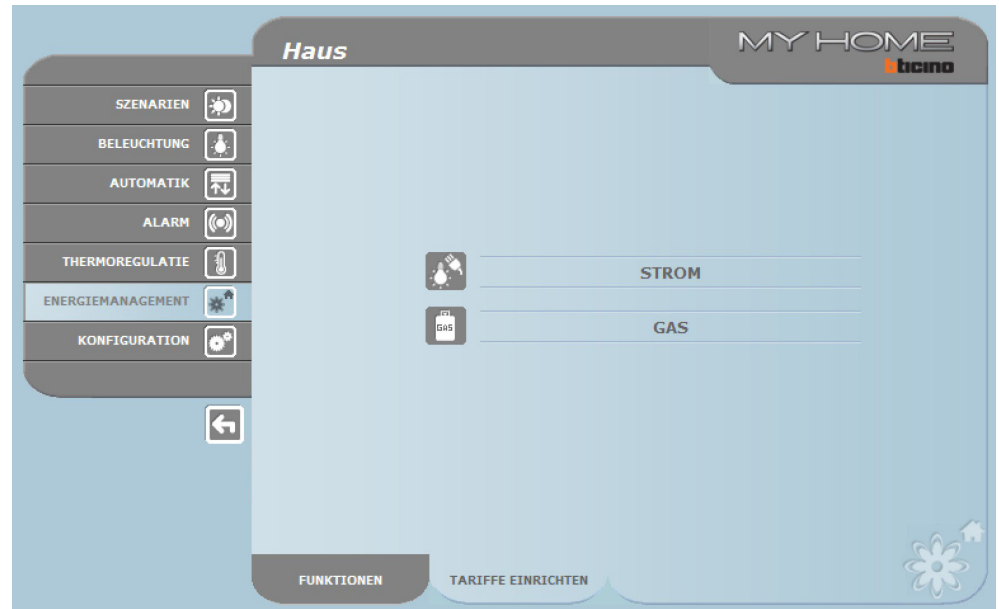 Haus
MY HOME
bticino
SZENARIEN
BELEUCHTUNG
AUTOMATIK
ALARM
THERMOREGULATIE
ENERGIEMANAGEMENT
KONFIGURATION
STROM
GAS
GAS
FUNKTIONEN
TARIFFE EINRICHTEN